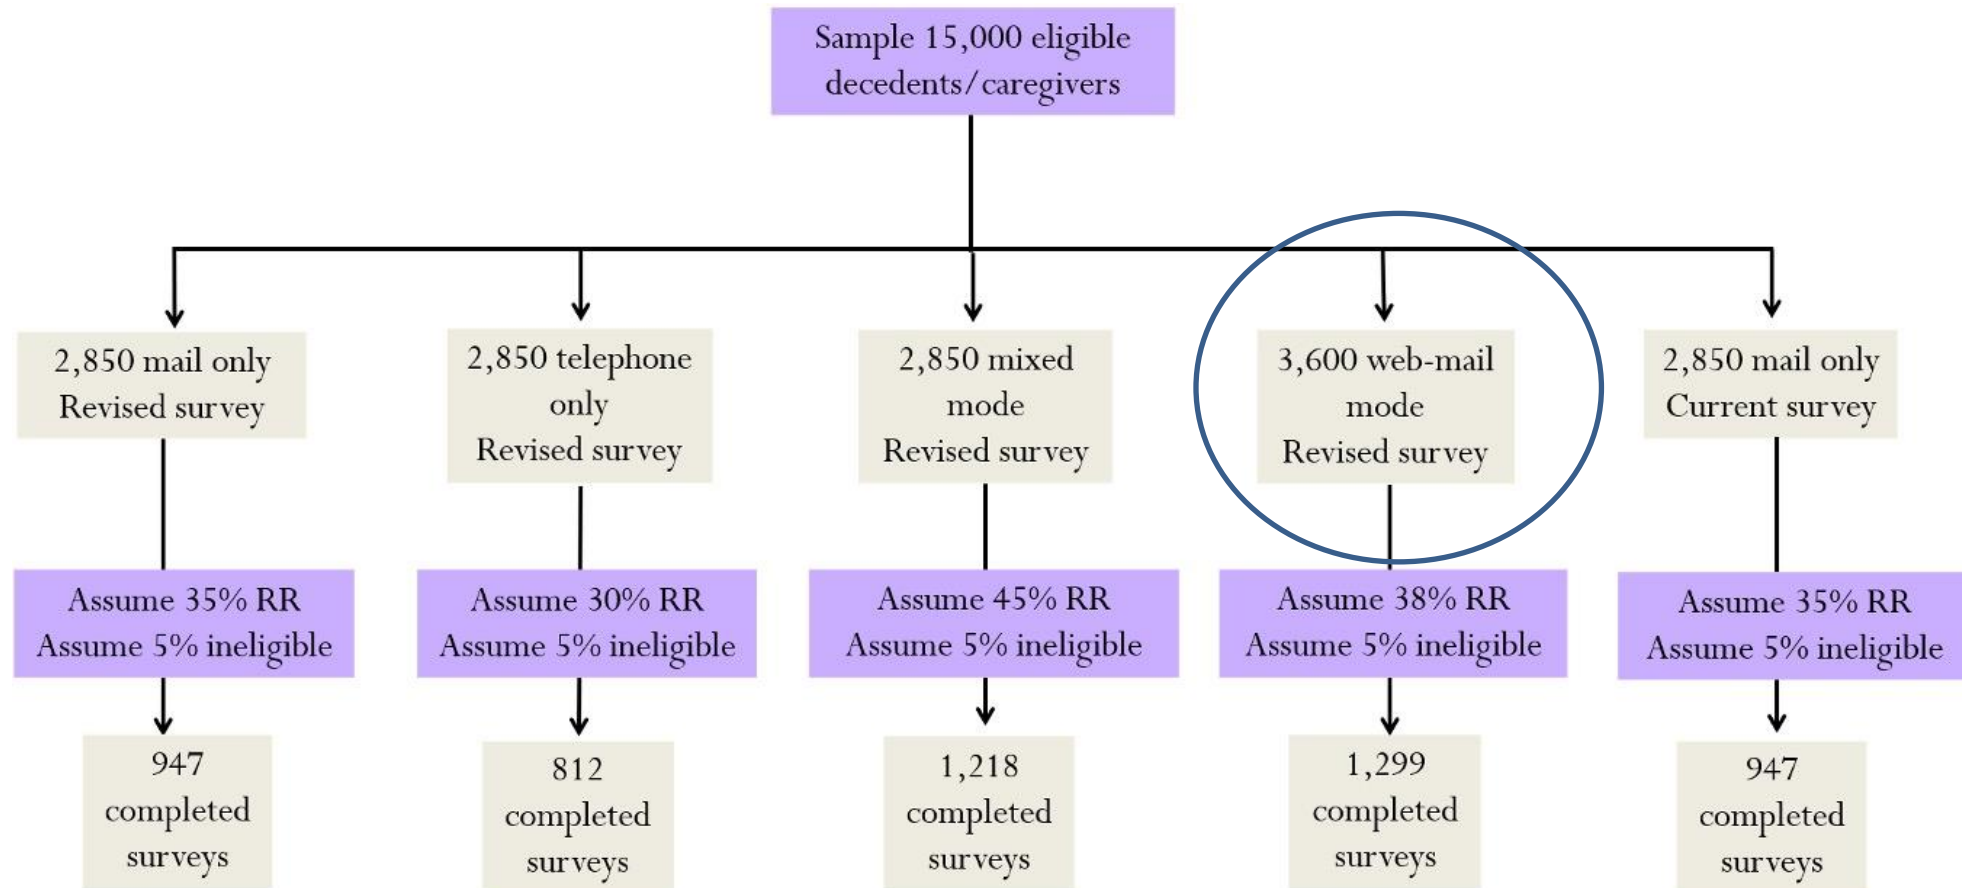 Sample 15,000 eligible
decedents/caregivers
2,850 mail only
Revised survey
2,850 telephone
only
Revised survey
2,850 mixed
mode
Revised survey
3,600 web-mail
mode
Revised survey
2,850 mail only
Current survey
Assume 35% RR
Assume 5% ineligible
Assume 30% RR
Assume 5% ineligible
Assume 45% RR
Assume 5% ineligible
Assume 38% RR
Assume 5% ineligible
Assume 35% RR
Assume 5% ineligible
947
completed
surveys
812
completed
surveys
1,218
completed
surveys
1,299
completed
surveys
947
completed
surveys